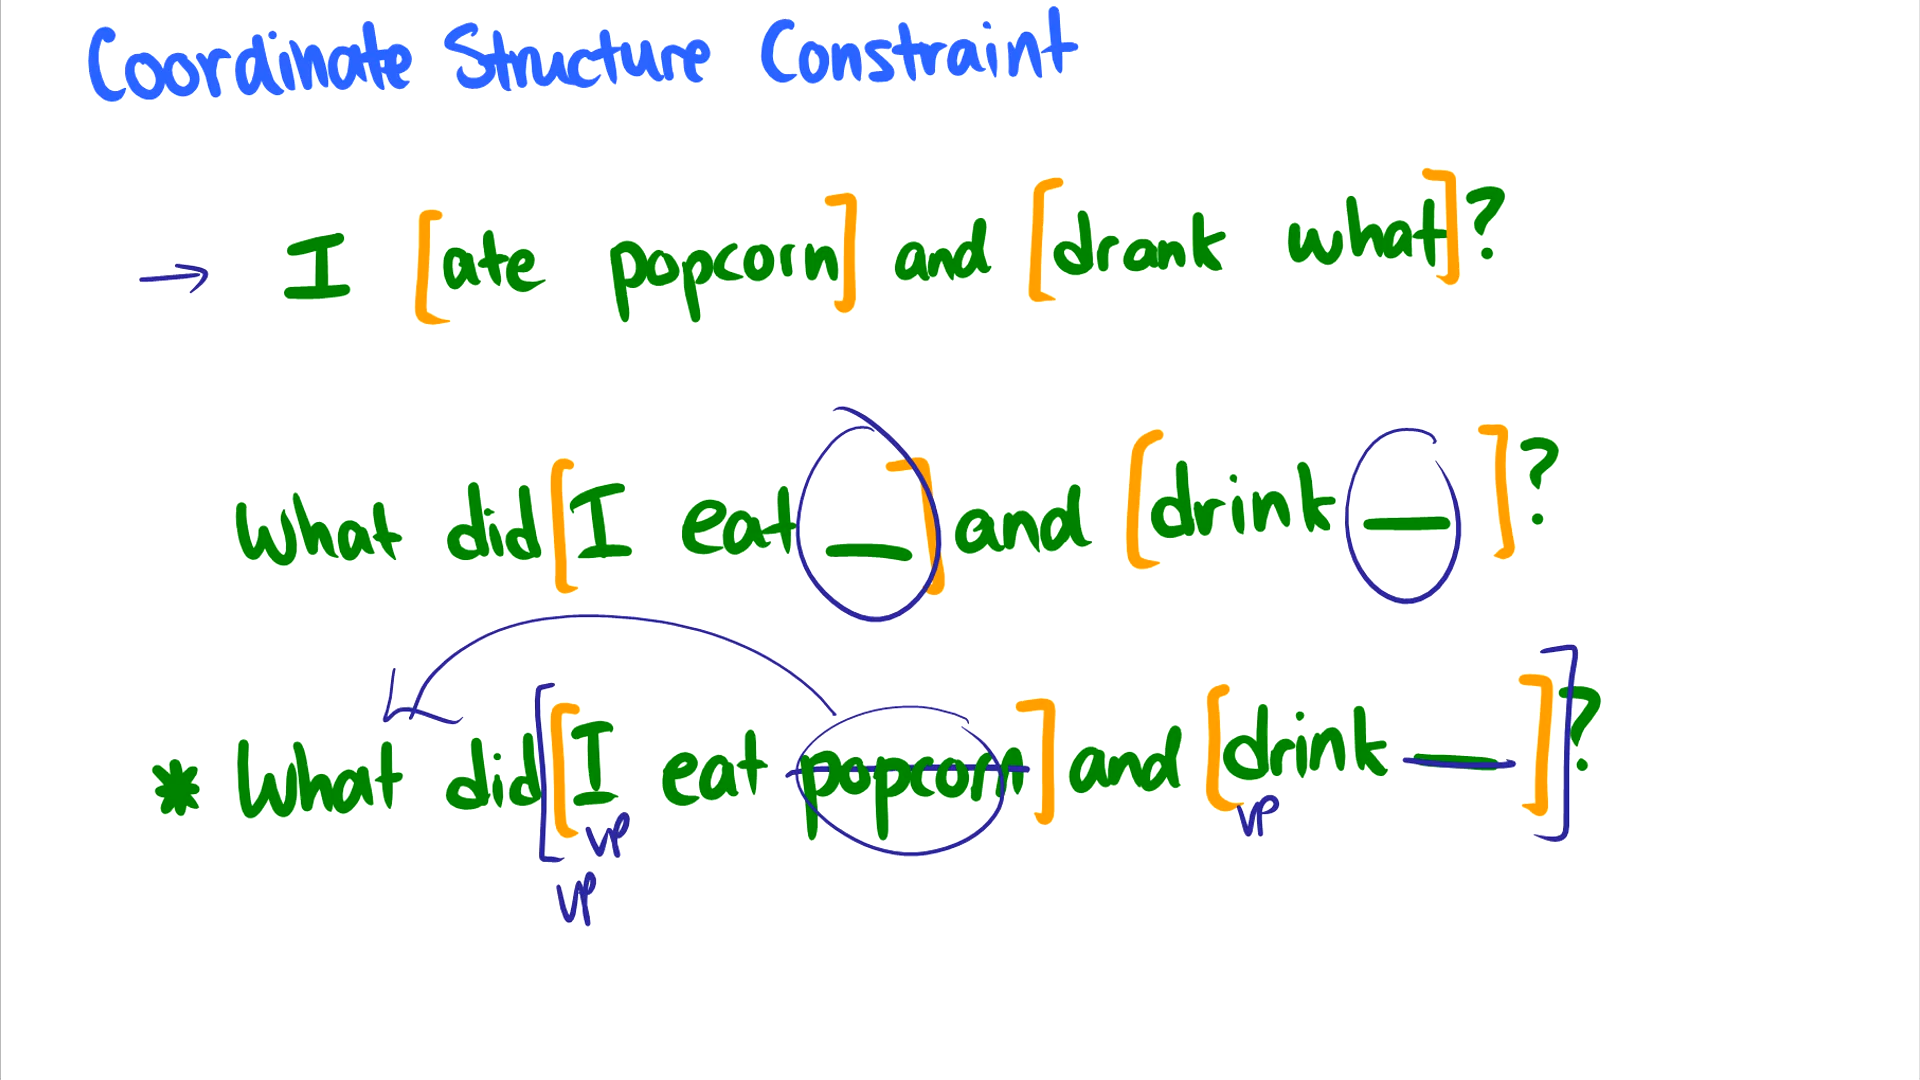 Coordinate Structure Constraint
→ I [ate popcorn] and [drank what]?
What did [I eat __] and [drink __]?
* What did [[I eat popcorn] and [drink __]]?
VP VP
VP